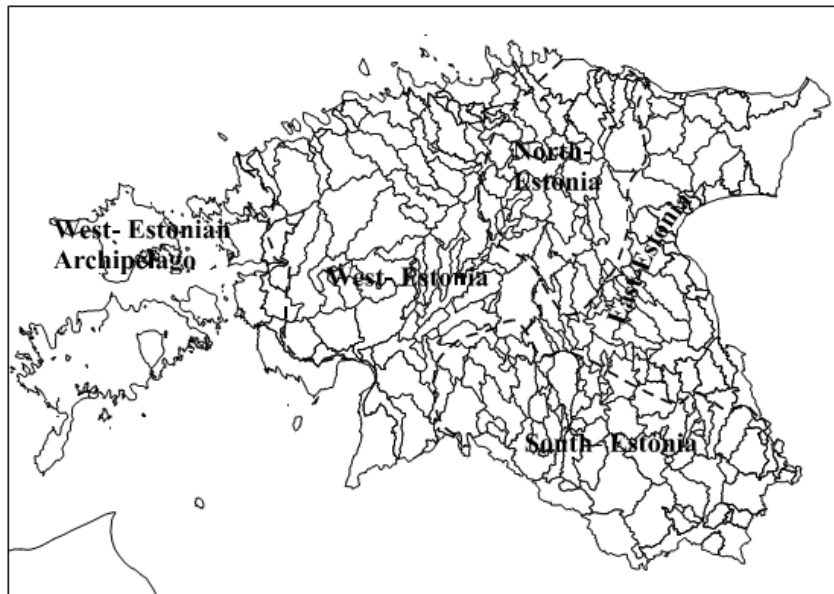 North-
Estonia
West- Estonian
Archipelago
West- Estonia
East-Estonia
South- Estonia